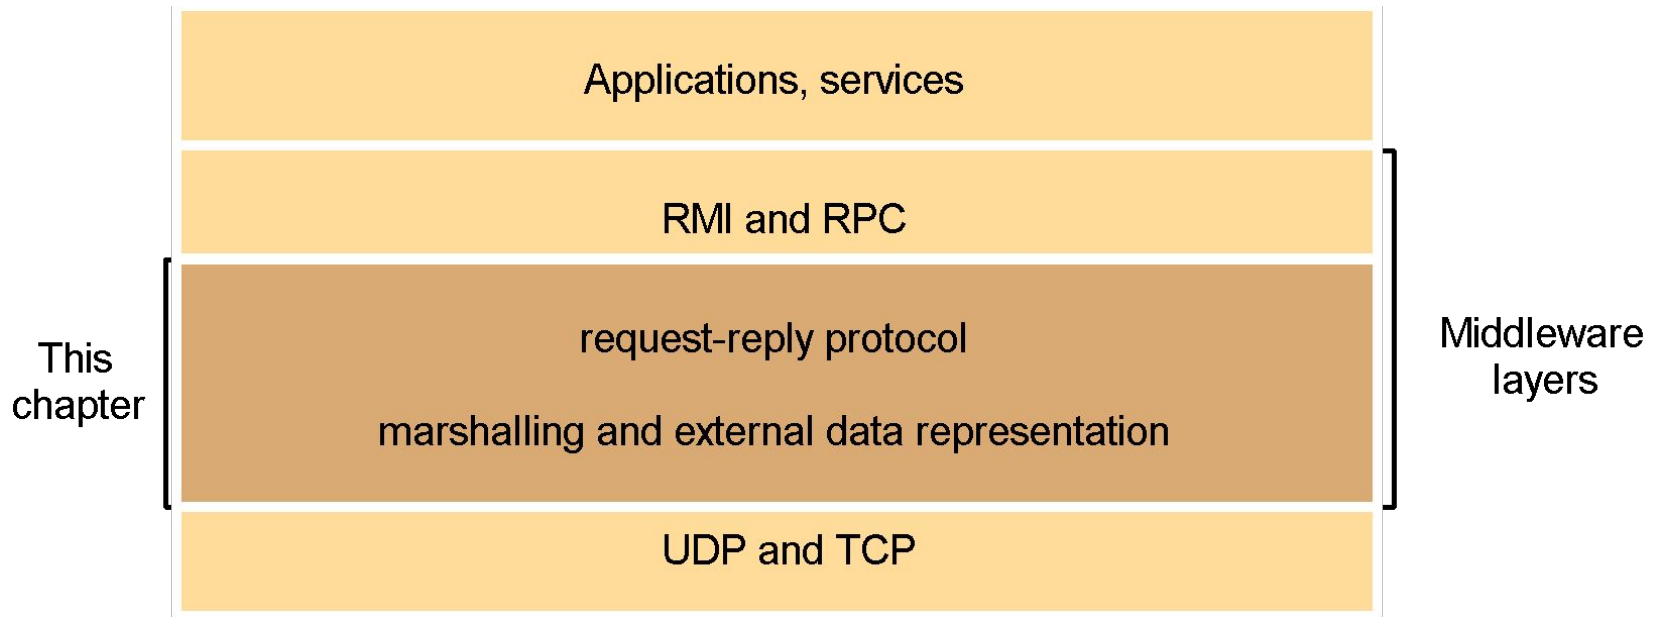 Applications, services
RMI and RPC
request-reply protocol
marshalling and external data representation
UDP and TCP
This
chapter
Middleware
layers